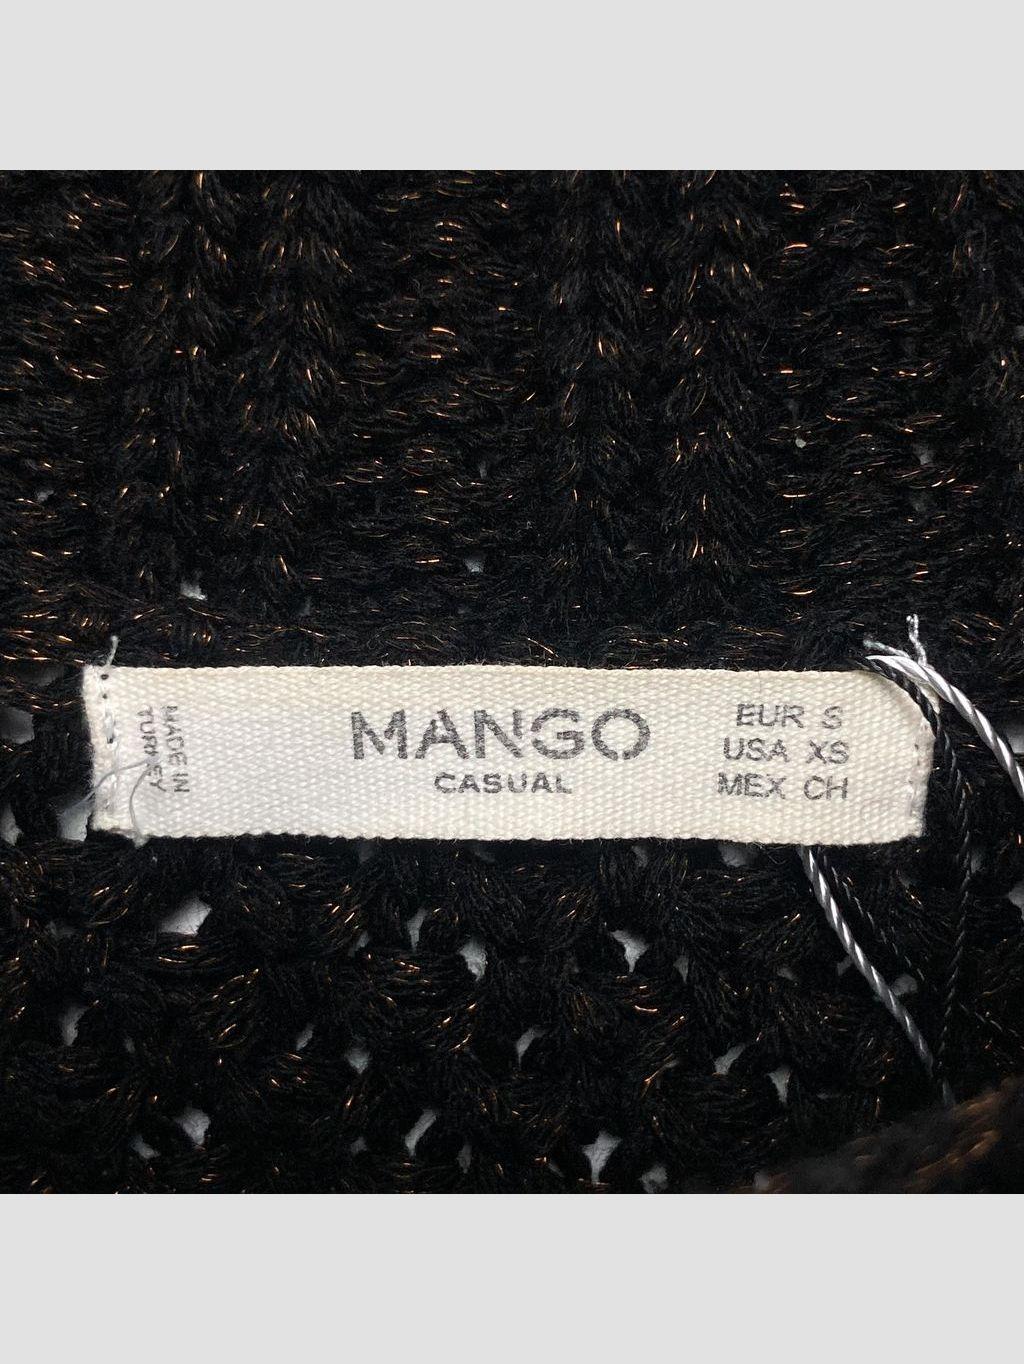 MADE IN
TURKEY
MANGO
CASUAL
EUR S
USA XS
MEX CH